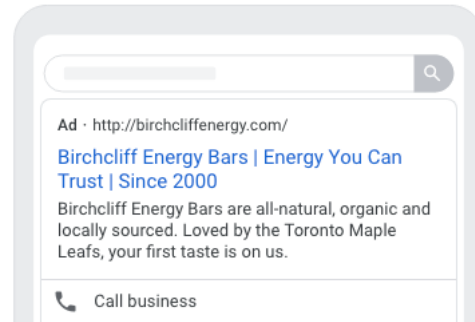 Ad · http://birchcliffenergy.com/
Birchcliff Energy Bars | Energy You Can
Trust | Since 2000
Birchcliff Energy Bars are all-natural, organic and
locally sourced. Loved by the Toronto Maple
Leafs, your first taste is on us.
Call business